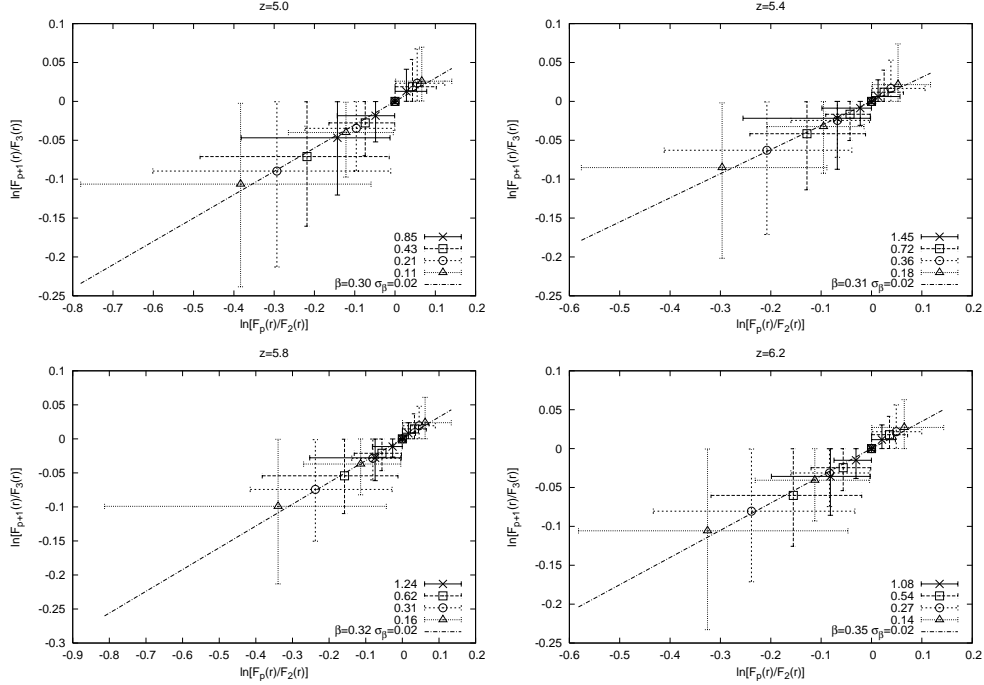 z=5.0
0.1
0.05
0
-0.05
-0.1
-0.15
-0.2
-0.25
ln[F_{p+1}(r)/F_3(r)]
0.85
0.43
0.21
0.11
β=0.30 σ_β=0.02
-0.8 -0.7 -0.6 -0.5 -0.4 -0.3 -0.2 -0.1 0 0.1 0.2
ln[F_p(r)/F_2(r)]
z=5.4
0.1
0.05
0
-0.05
-0.1
-0.15
-0.2
-0.25
ln[F_{p+1}(r)/F_3(r)]
1.45
0.72
0.36
0.18
β=0.31 σ_β=0.02
-0.6 -0.5 -0.4 -0.3 -0.2 -0.1 0 0.1 0.2
ln[F_p(r)/F_2(r)]
z=5.8
0.1
0.05
0
-0.05
-0.1
-0.15
-0.2
-0.25
-0.3
ln[F_{p+1}(r)/F_3(r)]
1.24
0.62
0.31
0.16
β=0.32 σ_β=0.02
-0.9 -0.8 -0.7 -0.6 -0.5 -0.4 -0.3 -0.2 -0.1 0 0.1 0.2
ln[F_p(r)/F_2(r)]
z=6.2
0.1
0.05
0
-0.05
-0.1
-0.15
-0.2
-0.25
ln[F_{p+1}(r)/F_3(r)]
1.08
0.54
0.27
0.14
β=0.35 σ_β=0.02
-0.6 -0.5 -0.4 -0.3 -0.2 -0.1 0 0.1 0.2
ln[F_p(r)/F_2(r)]